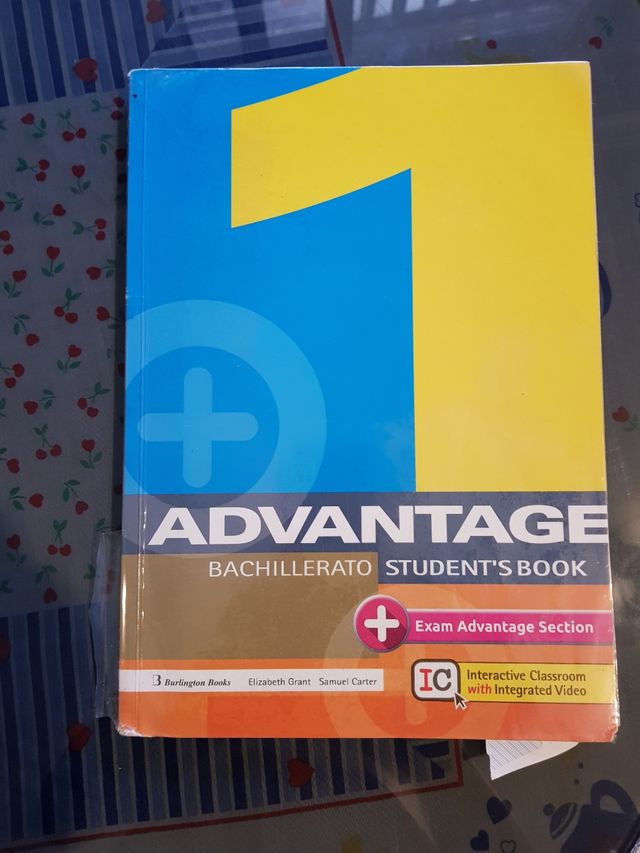 1
ADVANTAGE
BACHILLERATO STUDENT'S BOOK
Exam Advantage Section
B Burlington Books Elizabeth Grant Samuel Carter
IC Interactive Classroom
with Integrated Video